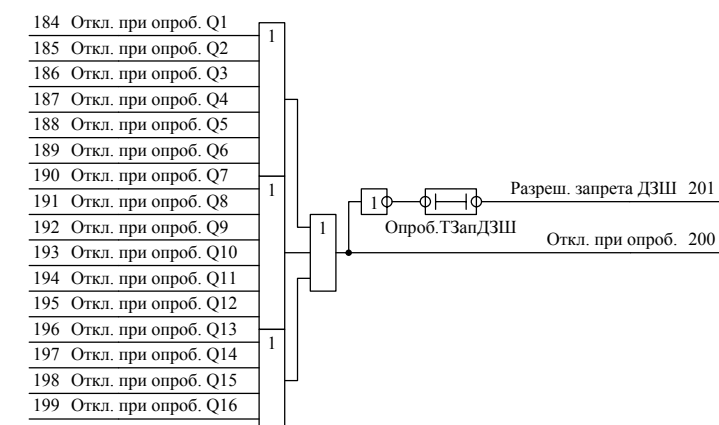 184 Откл. при опроб. Q1
185 Откл. при опроб. Q2
186 Откл. при опроб. Q3
187 Откл. при опроб. Q4
188 Откл. при опроб. Q5
189 Откл. при опроб. Q6
190 Откл. при опроб. Q7
191 Откл. при опроб. Q8
192 Откл. при опроб. Q9
193 Откл. при опроб. Q10
194 Откл. при опроб. Q11
195 Откл. при опроб. Q12
196 Откл. при опроб. Q13
197 Откл. при опроб. Q14
198 Откл. при опроб. Q15
199 Откл. при опроб. Q16
1
1
1
1
1
Опроб.ТЗапДЗШ
Разреш. запрета ДЗШ 201
Откл. при опроб. 200